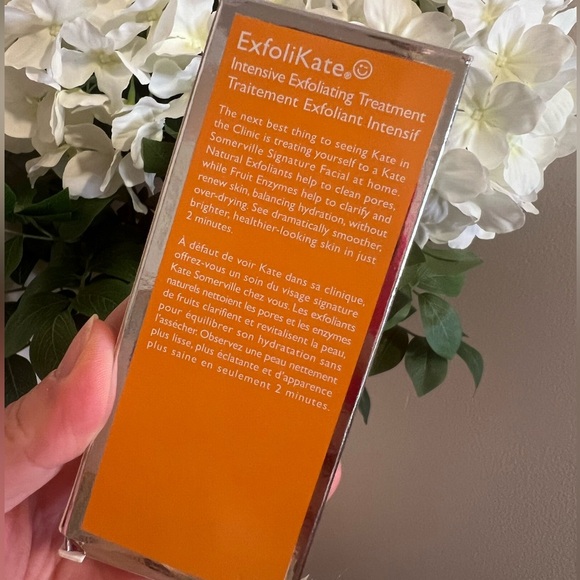 ExfoliKate®
Intensive Exfoliating Treatment
Traitement Exfoliant Intensif
The next best thing to seeing Kate in
the Clinic is treating yourself to a Kate
Somerville Signature Facial at home.
Natural Exfoliants help to clean pores,
while Fruit Enzymes help to clarify and
renew skin, balancing hydration, without
over-drying. See dramatically smoother,
brighter, healthier-looking skin in just
2 minutes.
À défaut de voir Kate dans sa clinique,
offrez-vous un soin du visage signature
Kate Somerville chez vous. Les exfoliants
naturels nettoient les pores et les enzymes
de fruits clarifient et revitalisent la peau,
pour équilibrer son hydratation sans
l'assécher. Observez une peau nettement
plus lisse, plus éclatante et d'apparence
plus saine en seulement 2 minutes.